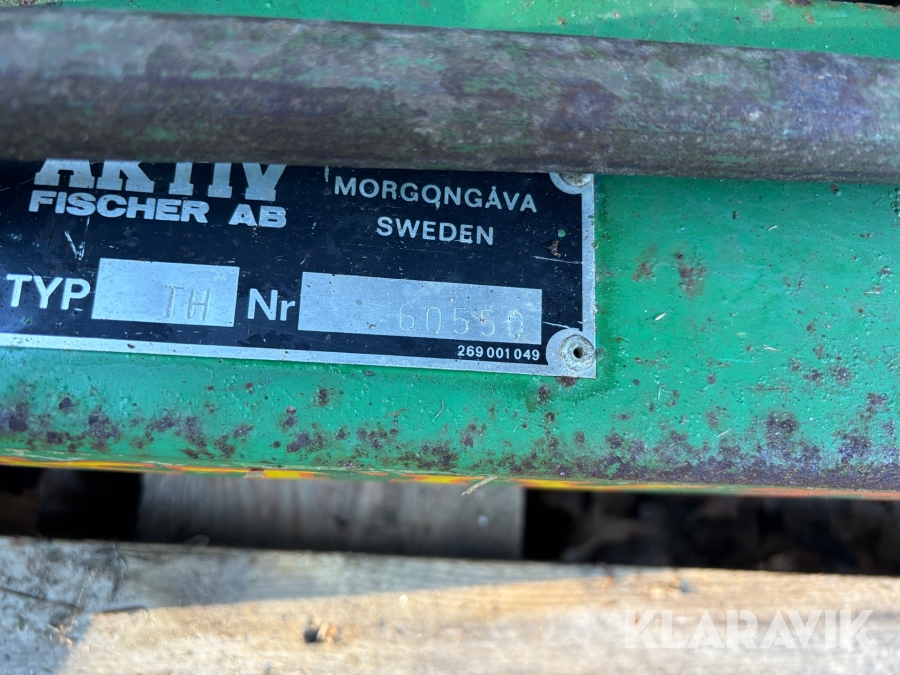 AKTIV
FISCHER AB
MORGONGÅVA
SWEDEN
TYP TH Nr 60550
269 001 049
KLARAVIK